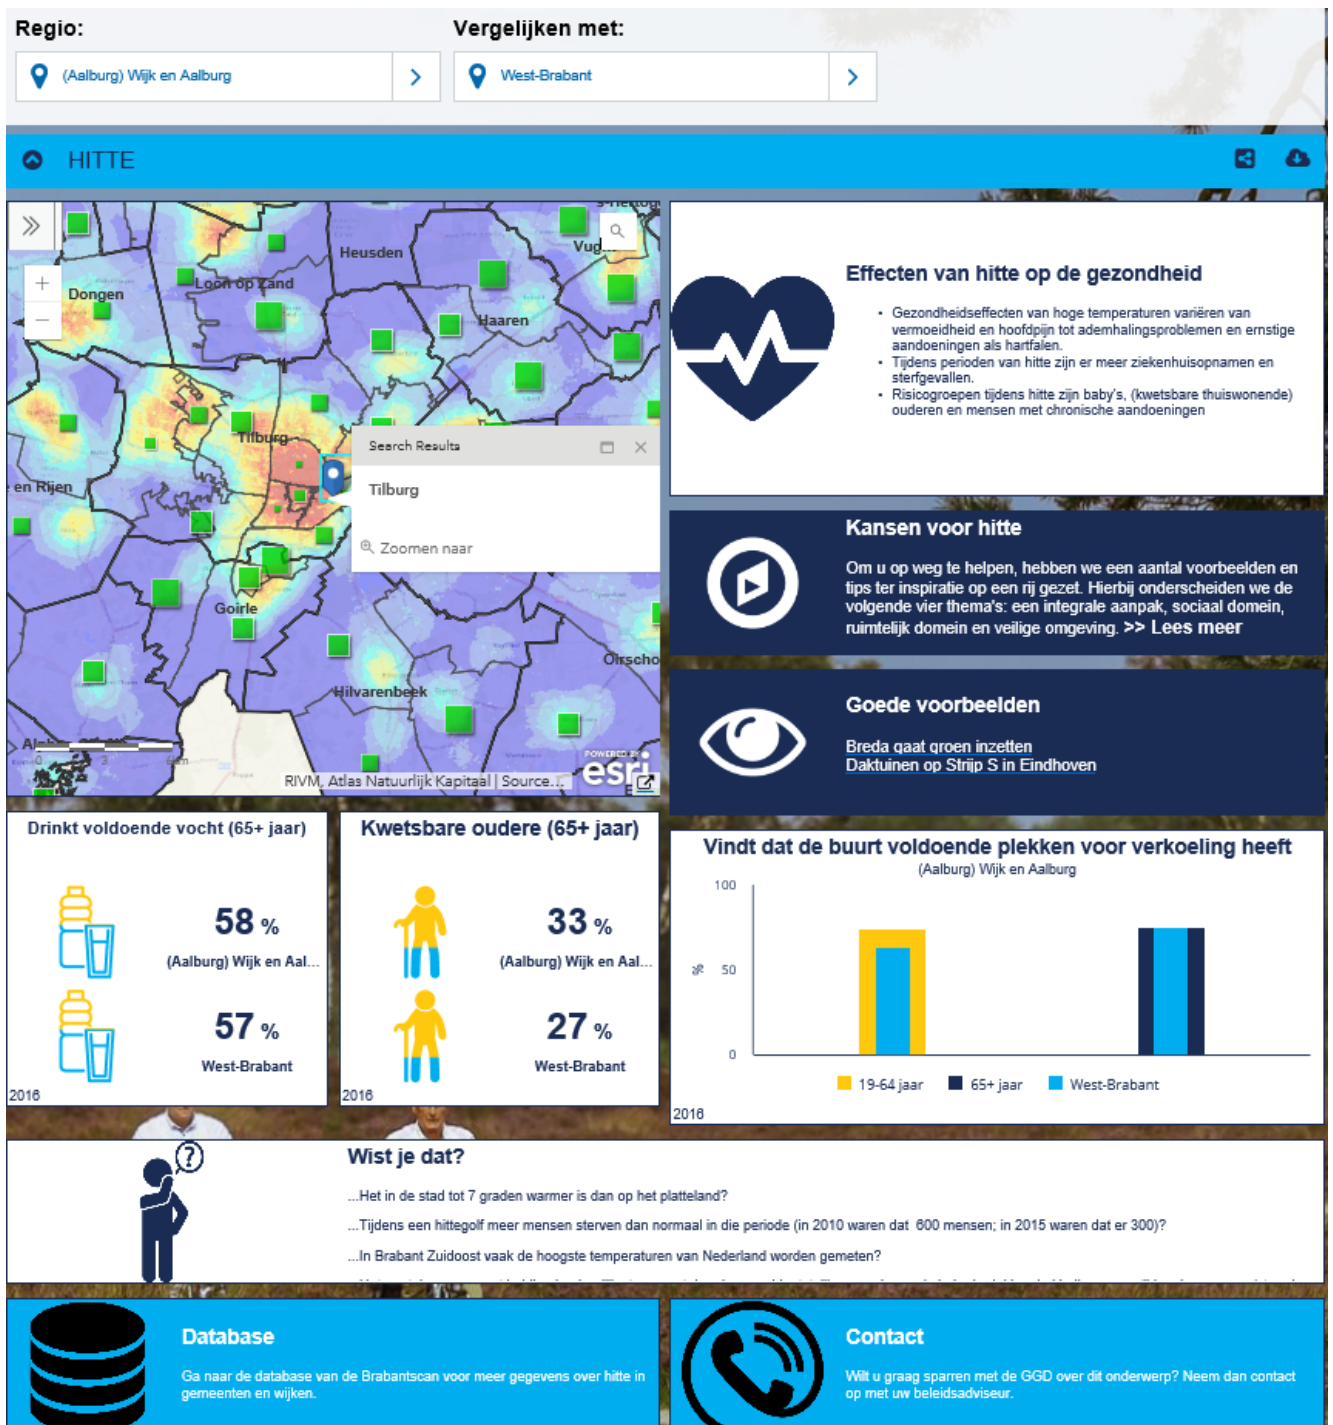 Regio:
Vergelijken met:
(Aalburg) Wijk en Aalburg
West-Brabant
HITTE
Heusden
Vug
Dongen
Loon op Zand
Haaren
Tilburg
en Rijen
Goirle
Hilvarenbeek
Oirscho
Search Results
Tilburg
Zoomen naar
0 3 6km
POWERED BY
esri
RIVM, Atlas Natuurlijk Kapitaal | Source...
Effecten van hitte op de gezondheid
• Gezondheidseffecten van hoge temperaturen variëren van
vermoeidheid en hoofdpijn tot ademhalingsproblemen en ernstige
aandoeningen als hartfalen.
• Tijdens perioden van hitte zijn er meer ziekenhuisopnamen en
sterfgevallen.
• Risicogroepen tijdens hitte zijn baby's, (kwetsbare thuiswonende)
ouderen en mensen met chronische aandoeningen
Kansen voor hitte
Om u op weg te helpen, hebben we een aantal voorbeelden en
tips ter inspiratie op een rij gezet. Hierbij onderscheiden we de
volgende vier thema's: een integrale aanpak, sociaal domein,
ruimtelijk domein en veilige omgeving. >> Lees meer
Goede voorbeelden
Breda gaat groen inzetten
Daktuinen op Strijp S in Eindhoven
Drinkt voldoende vocht (65+ jaar)
58 %
(Aalburg) Wijk en Aal...
57 %
West-Brabant
2016
Kwetsbare oudere (65+ jaar)
33 %
(Aalburg) Wijk en Aal...
27 %
West-Brabant
2016
Vindt dat de buurt voldoende plekken voor verkoeling heeft
(Aalburg) Wijk en Aalburg
100
50
0
%
19-64 jaar
65+ jaar
West-Brabant
2016
Wist je dat?
...Het in de stad tot 7 graden warmer is dan op het platteland?
...Tijdens een hittegolf meer mensen sterven dan normaal in die periode (in 2010 waren dat 600 mensen; in 2015 waren dat er 300)?
...In Brabant Zuidoost vaak de hoogste temperaturen van Nederland worden gemeten?
Database
Ga naar de database van de Brabantscan voor meer gegevens over hitte in
gemeenten en wijken.
Contact
Wilt u graag sparren met de GGD over dit onderwerp? Neem dan contact
op met uw beleidsadviseur.